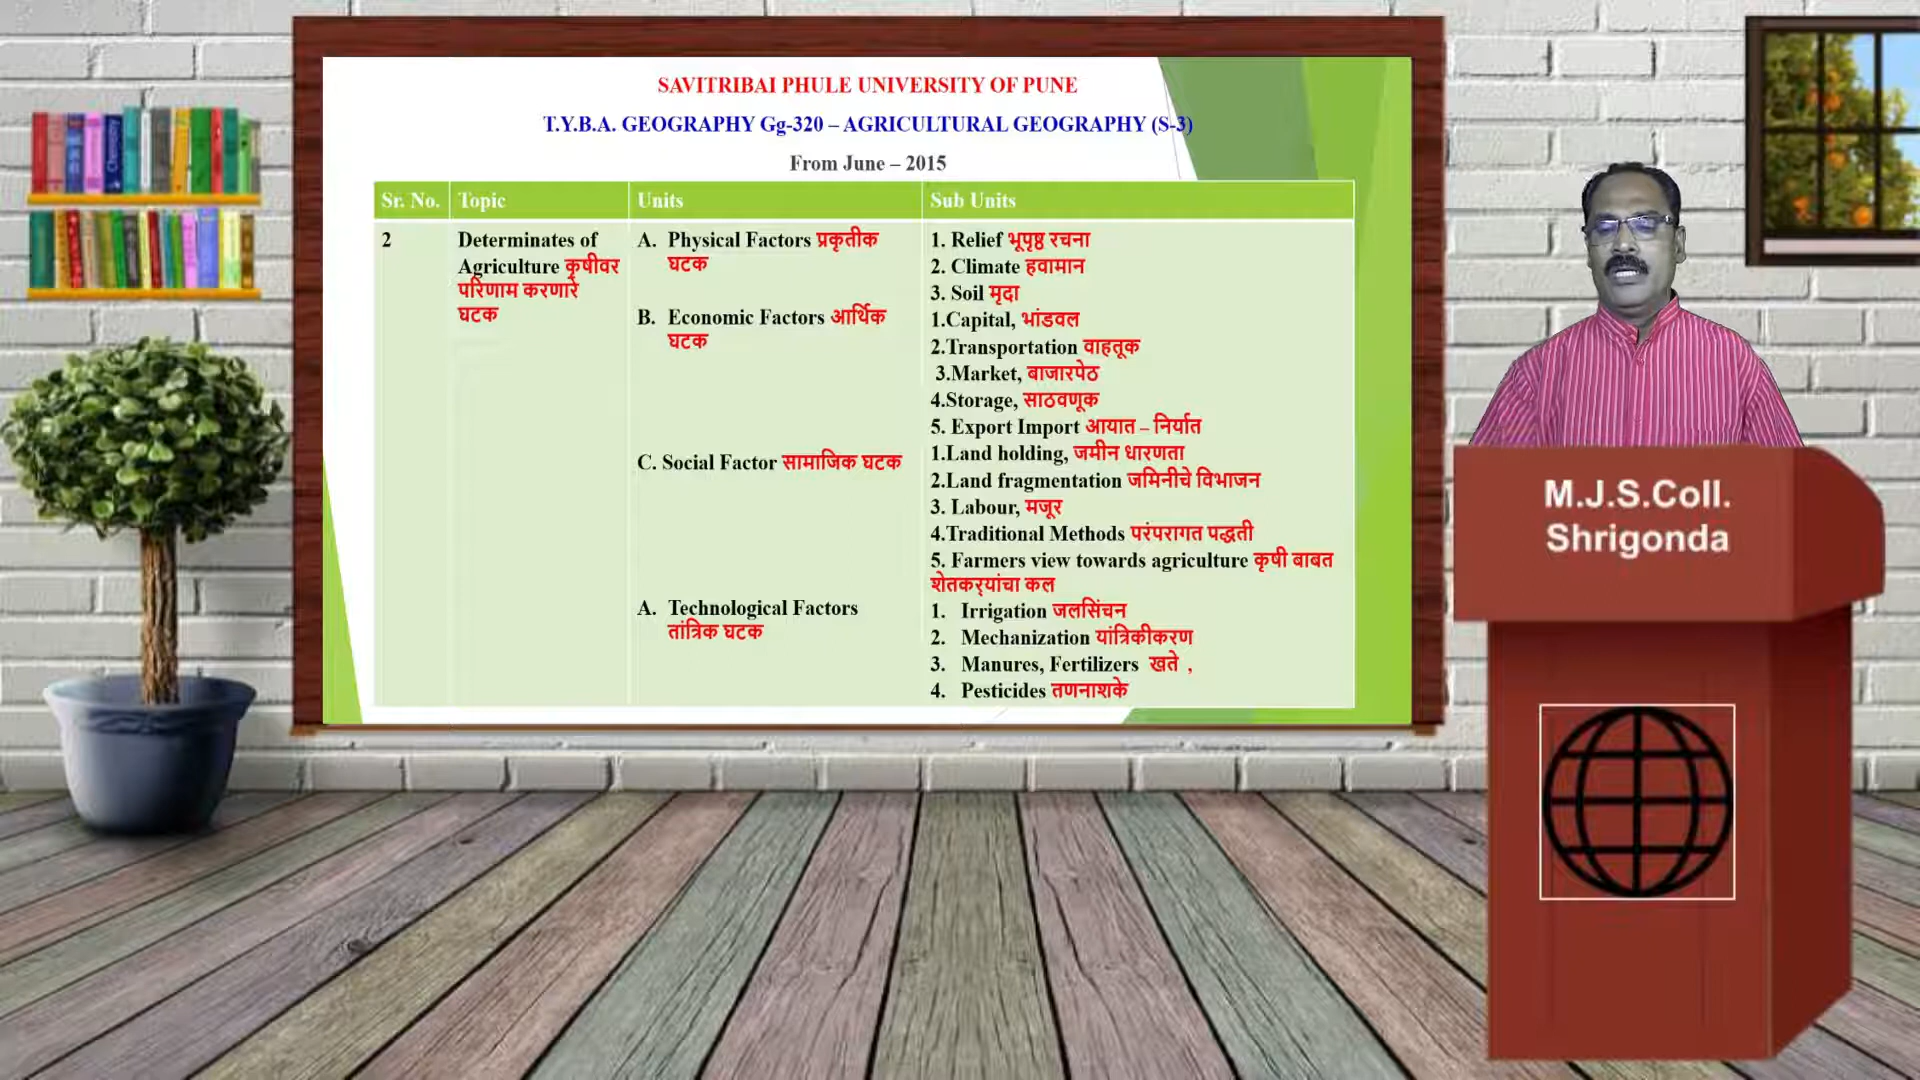 SAVITRIBAI PHULE UNIVERSITY OF PUNE
T.Y.B.A. GEOGRAPHY Gg-320 – AGRICULTURAL GEOGRAPHY (S-3)
From June – 2015
Sr. No.
Topic
Units
Sub Units
2
Determinates of
Agriculture कृषीवर
परिणाम करणारे
घटक
A. Physical Factors प्रकृतीक
घटक
B. Economic Factors आर्थिक
घटक
C. Social Factor सामाजिक घटक
A. Technological Factors
तांत्रिक घटक
1. Relief भूपृष्ठ रचना
2. Climate हवामान
3. Soil मृदा
1.Capital, भांडवल
2.Transportation वाहतूक
3.Market, बाजारपेठ
4.Storage, साठवणूक
5. Export Import आयात – निर्यात
1.Land holding, जमीन धारणता
2.Land fragmentation जमिनीचे विभाजन
3. Labour, मजूर
4.Traditional Methods परंपरागत पद्धती
5. Farmers view towards agriculture कृषी बाबत
शेतकऱ्यांचा कल
1. Irrigation जलसिंचन
2. Mechanization यांत्रिकीकरण
3. Manures, Fertilizers खते ,
4. Pesticides तणनाशके
M.J.S.Coll.
Shrigonda
Chemistry